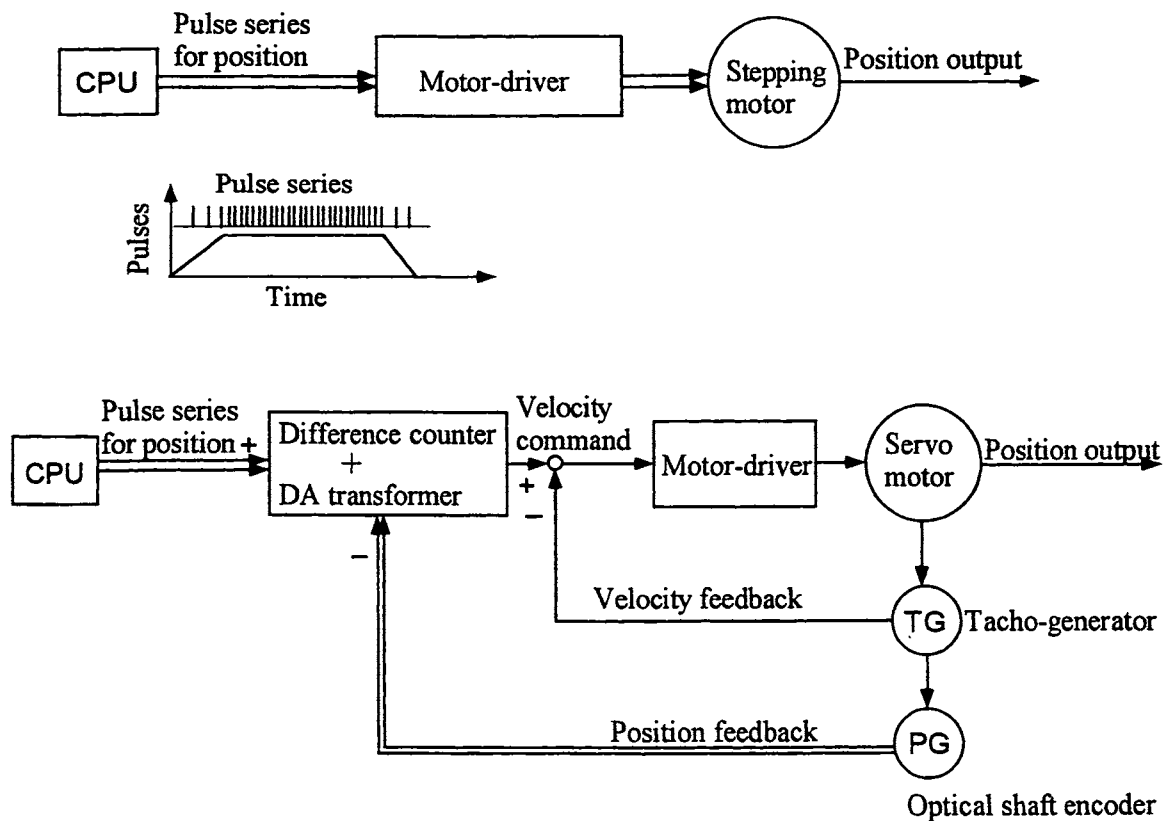 Pulse series
for position
CPU
Motor-driver
Stepping
motor
Position output
Pulse series
Pulses
Time
Pulse series
for position +
CPU
Difference counter
+
DA transformer
Velocity
command
+
−
Motor-driver
Servo
motor
Position output
−
Velocity feedback
TG
Tacho-generator
Position feedback
PG
Optical shaft encoder